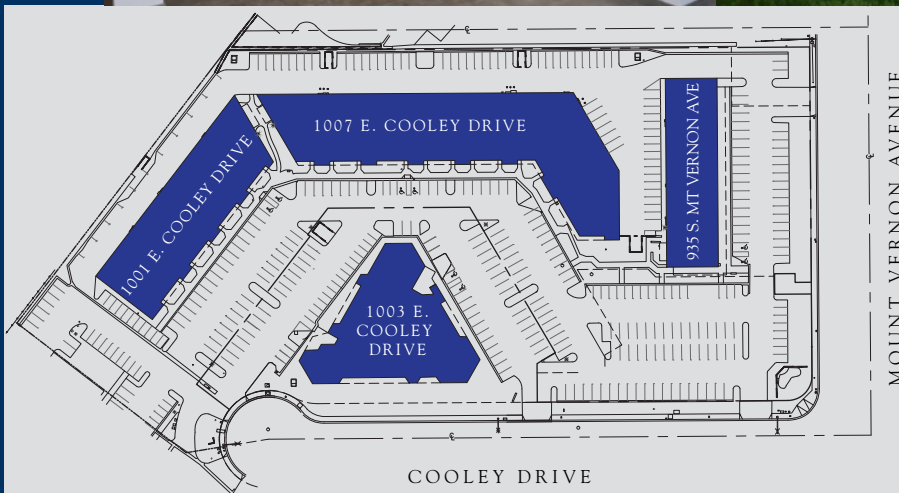 1007 E. COOLEY DRIVE
1001 E. COOLEY DRIVE
935 S. MT VERNON AVE
1003 E.
COOLEY
DRIVE
MOUNT VERNON AVENUE
COOLEY DRIVE